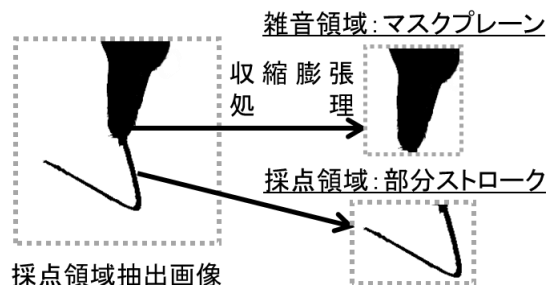 雑音領域:マスクプレーン
収縮膨張
処理
採点領域:部分ストローク
採点領域抽出画像